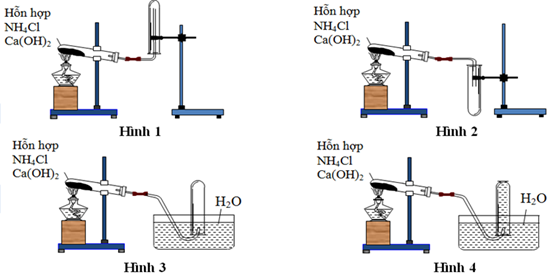 Hỗn hợp
NH₄Cl
Ca(OH)₂
Hình 1
Hỗn hợp
NH₄Cl
Ca(OH)₂
Hình 2
Hỗn hợp
NH₄Cl
Ca(OH)₂
H₂O
Hình 3
Hỗn hợp
NH₄Cl
Ca(OH)₂
H₂O
Hình 4